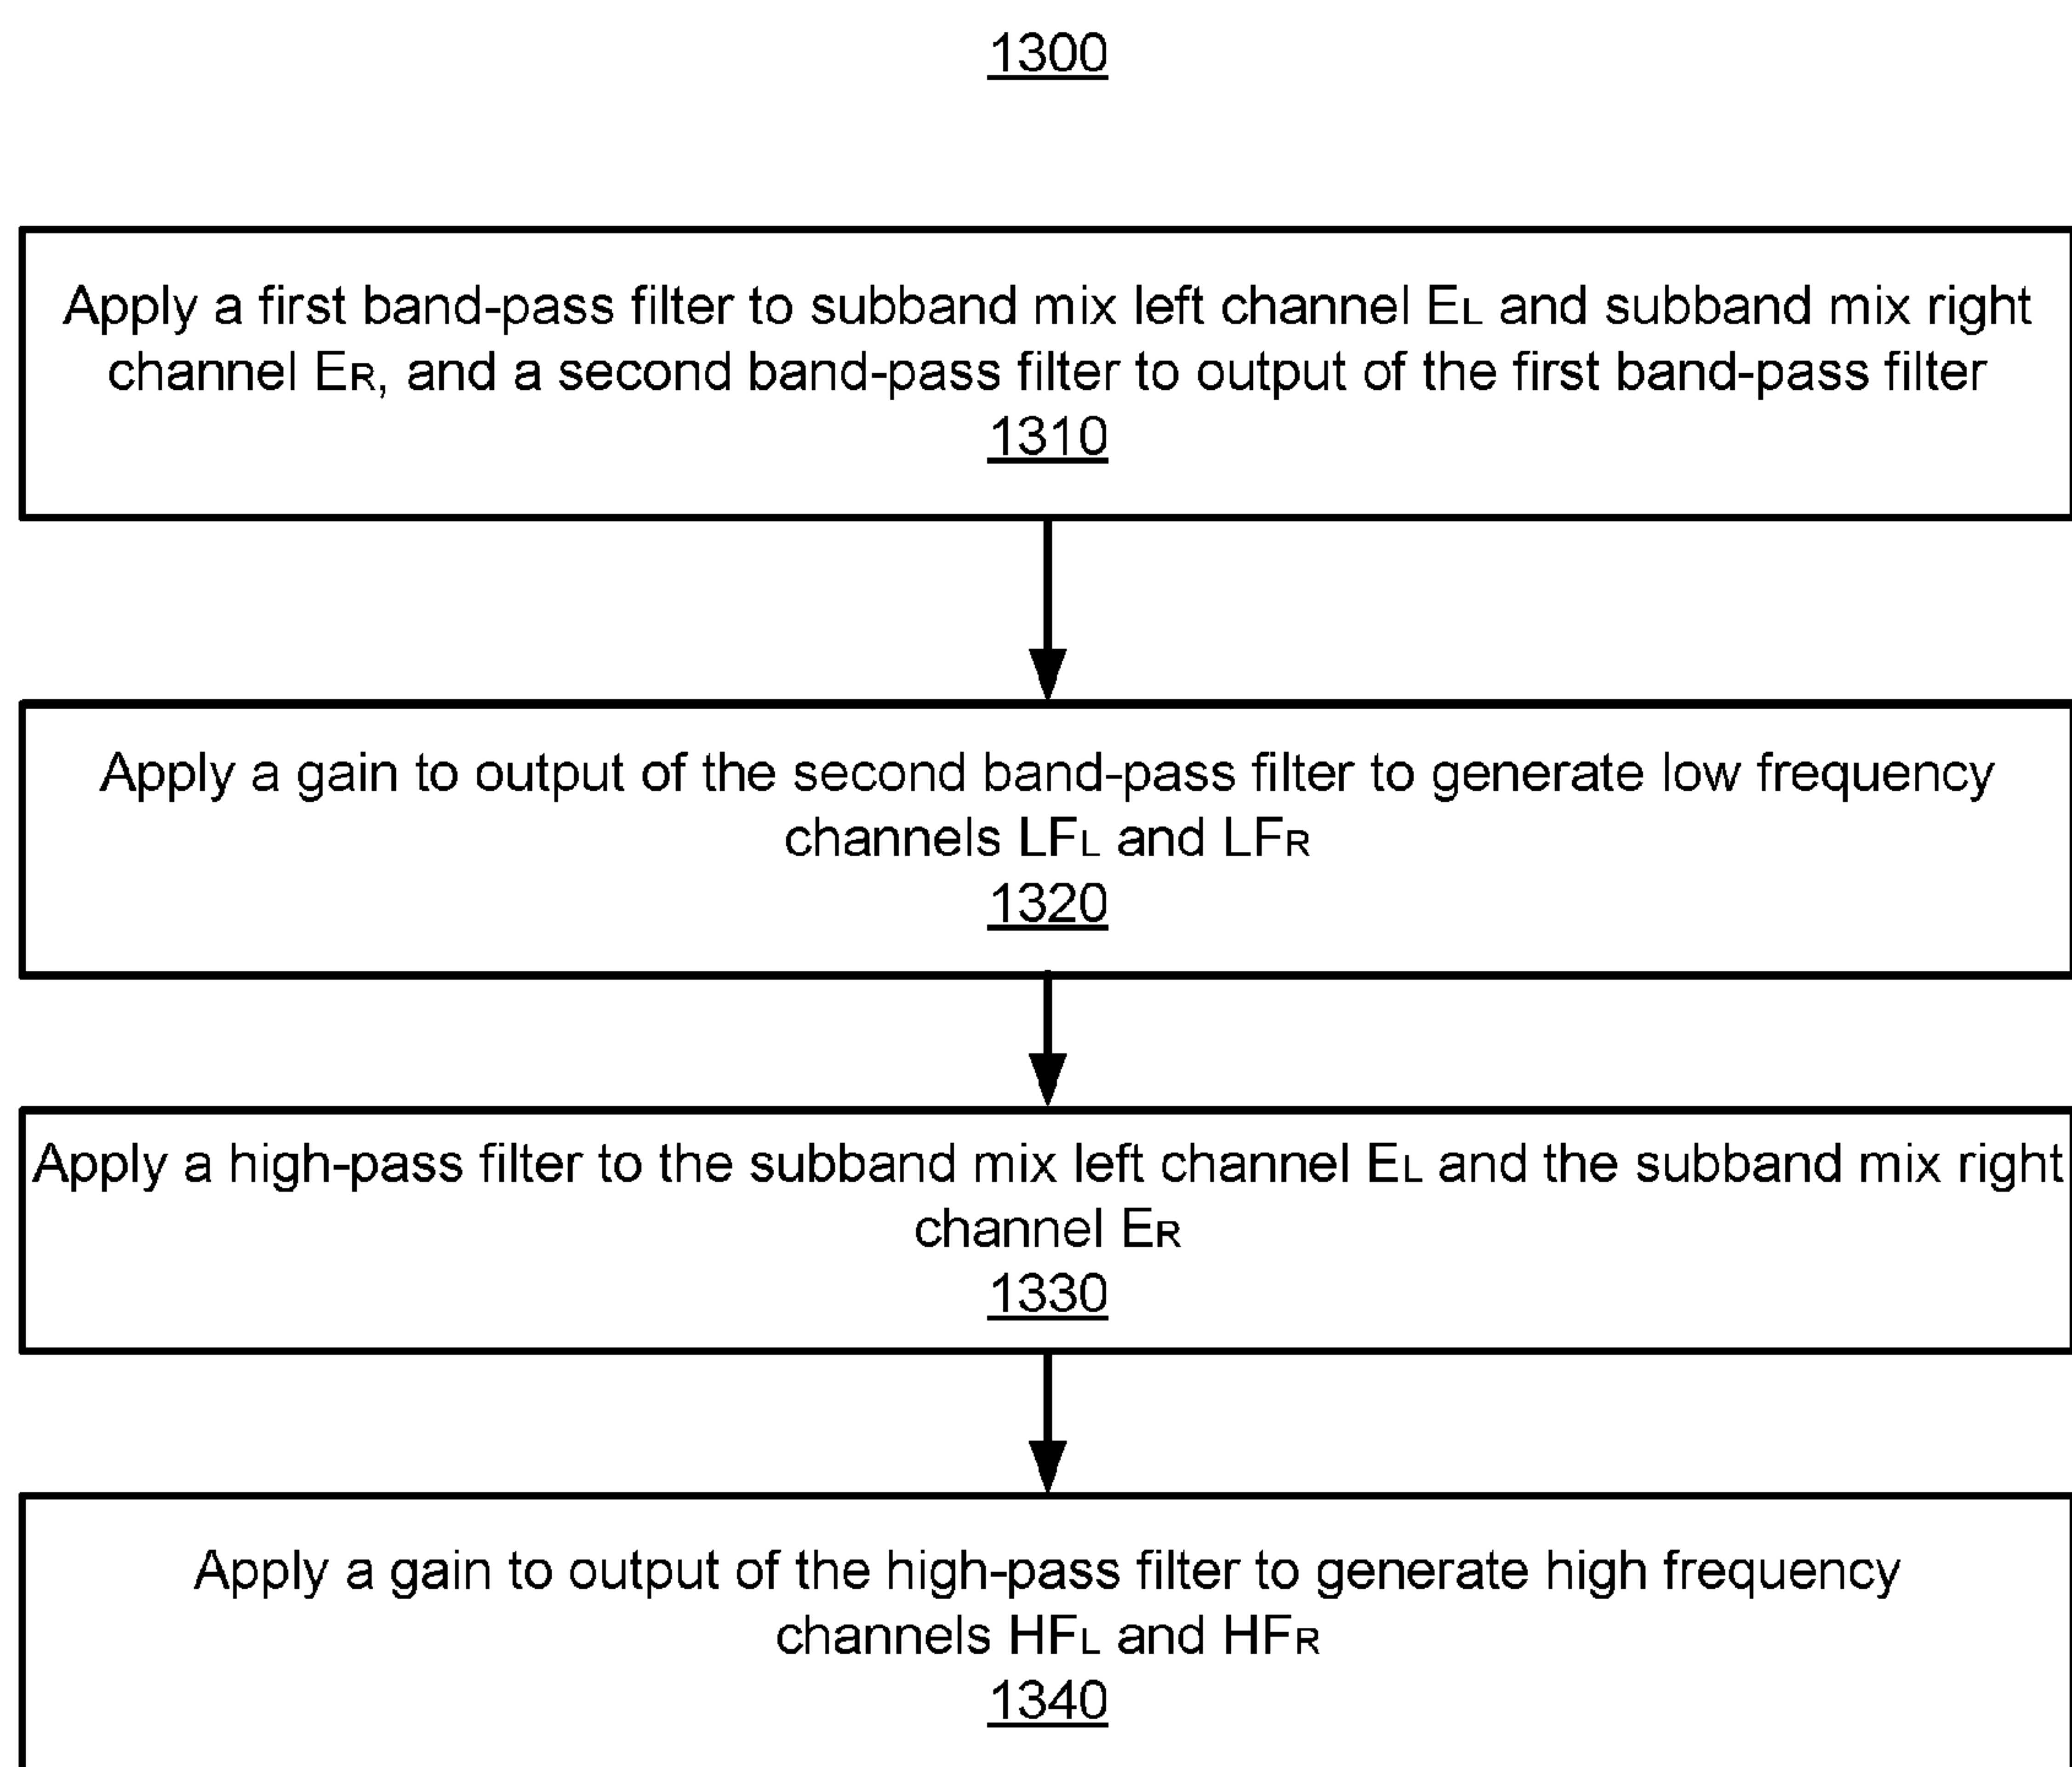 1300
Apply a first band-pass filter to subband mix left channel EL and subband mix right
channel ER, and a second band-pass filter to output of the first band-pass filter
1310
Apply a gain to output of the second band-pass filter to generate low frequency
channels LFL and LFR
1320
Apply a high-pass filter to the subband mix left channel EL and the subband mix right
channel ER
1330
Apply a gain to output of the high-pass filter to generate high frequency
channels HFL and HFR
1340